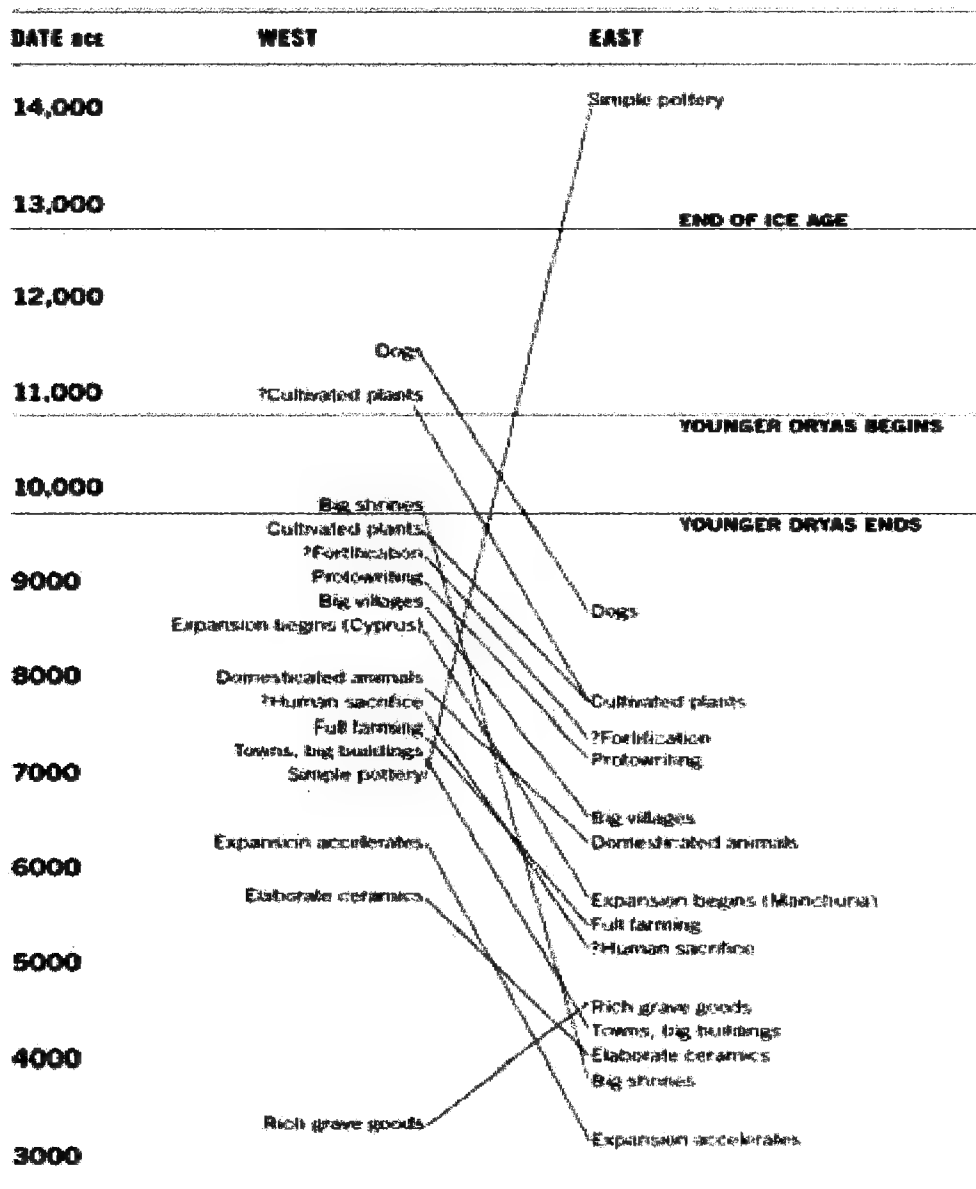 DATE BCE WEST EAST
Simple pottery
14,000
13,000
END OF ICE AGE
12,000
Dogs
11,000
?Cultivated plants
YOUNGER DRYAS BEGINS
10,000
Big shrines
YOUNGER DRYAS ENDS
Cultivated plants
?Fortification
9000
Protowriting
Big villages
Dogs
Expansion begins (Cyprus)
8000
Domesticated animals
?Human sacrifice
Cultivated plants
Full farming
?Fortification
Towns, big buildings
Protowriting
7000
Simple pottery
Big villages
Expansion accelerates
Domesticated animals
6000
Elaborate ceramics
Expansion begins (Manchuria)
Full farming
?Human sacrifice
5000
Rich grave goods
Towns, big buildings
4000
Elaborate ceramics
Big shrines
Rich grave goods
Expansion accelerates
3000